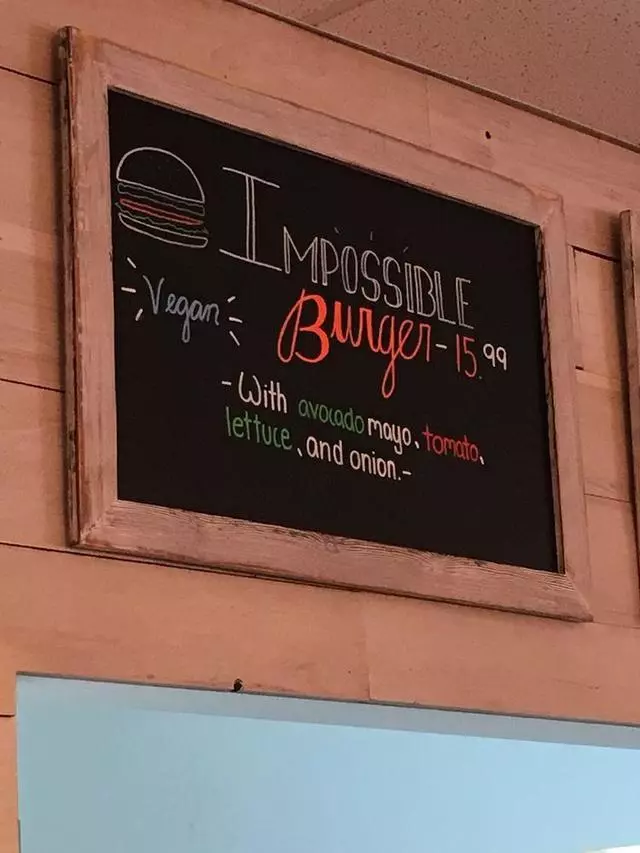 IMPOSSIBLE
Vegan
Burger - 15.99
- With avocado mayo, tomato,
lettuce, and onion. -